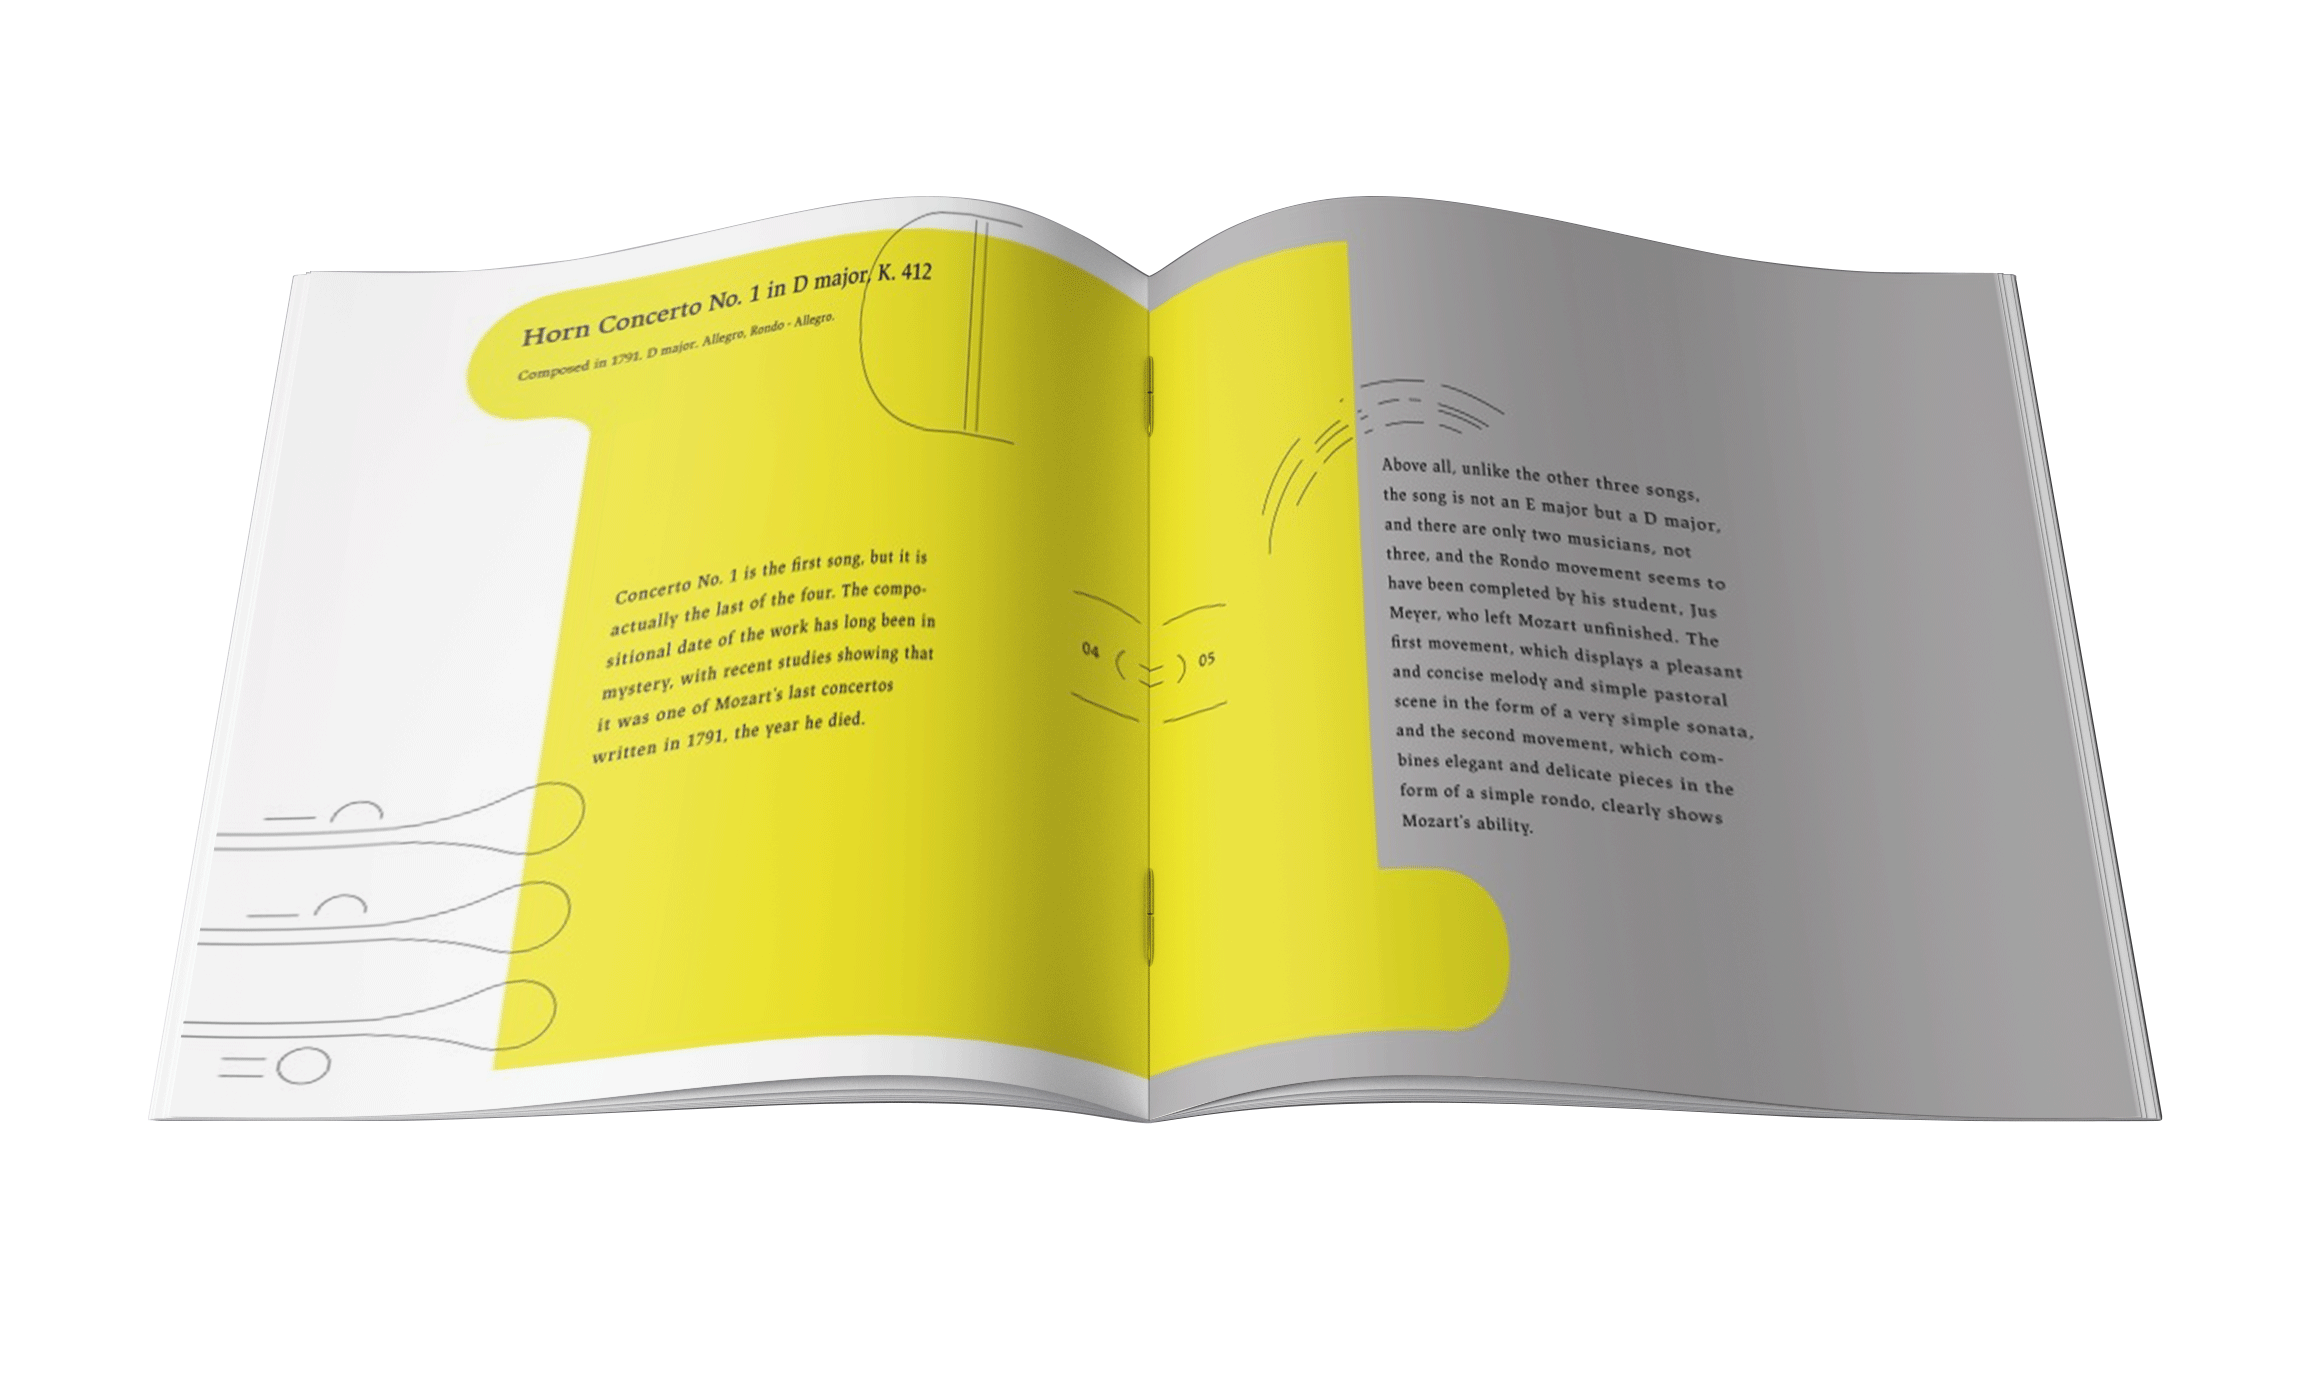 Horn Concerto No. 1 in D major, K. 412
Composed in 1791. D major. Allegro, Rondo - Allegro.
Concerto No. 1 is the first song, but it is
actually the last of the four. The compo-
sitional date of the work has long been in
mystery, with recent studies showing that
it was one of Mozart's last concertos
written in 1791, the year he died.
04
05
Above all, unlike the other three songs,
the song is not an E major but a D major,
and there are only two musicians, not
three, and the Rondo movement seems to
have been completed by his student, Jus
Meyer, who left Mozart unfinished. The
first movement, which displays a pleasant
and concise melody and simple pastoral
scene in the form of a very simple sonata,
and the second movement, which com-
bines elegant and delicate pieces in the
form of a simple rondo, clearly shows
Mozart's ability.